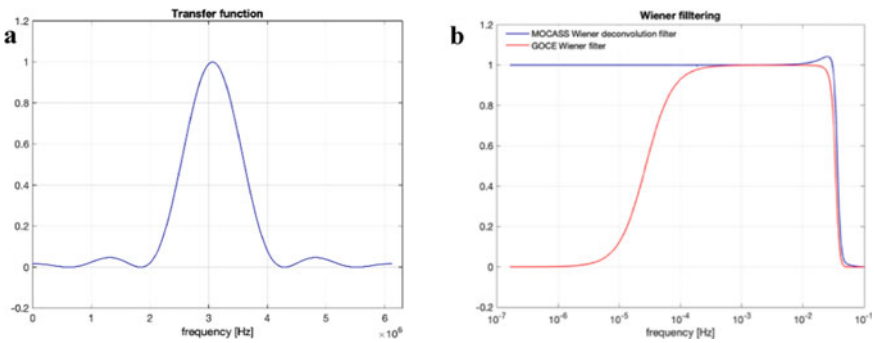 a
Transfer function
1.2
1
0.8
0.6
0.4
0.2
0
-0.2
0 1 2 3 4 5 6
×10⁶
frequency [Hz]
b
Wiener filltering
MOCASS Wiener deconvolution filter
GOCE Wiener filter
1.2
1
0.8
0.6
0.4
0.2
0
-0.2
10⁻⁷ 10⁻⁶ 10⁻⁵ 10⁻⁴ 10⁻³ 10⁻² 10⁻¹
frequency [Hz]